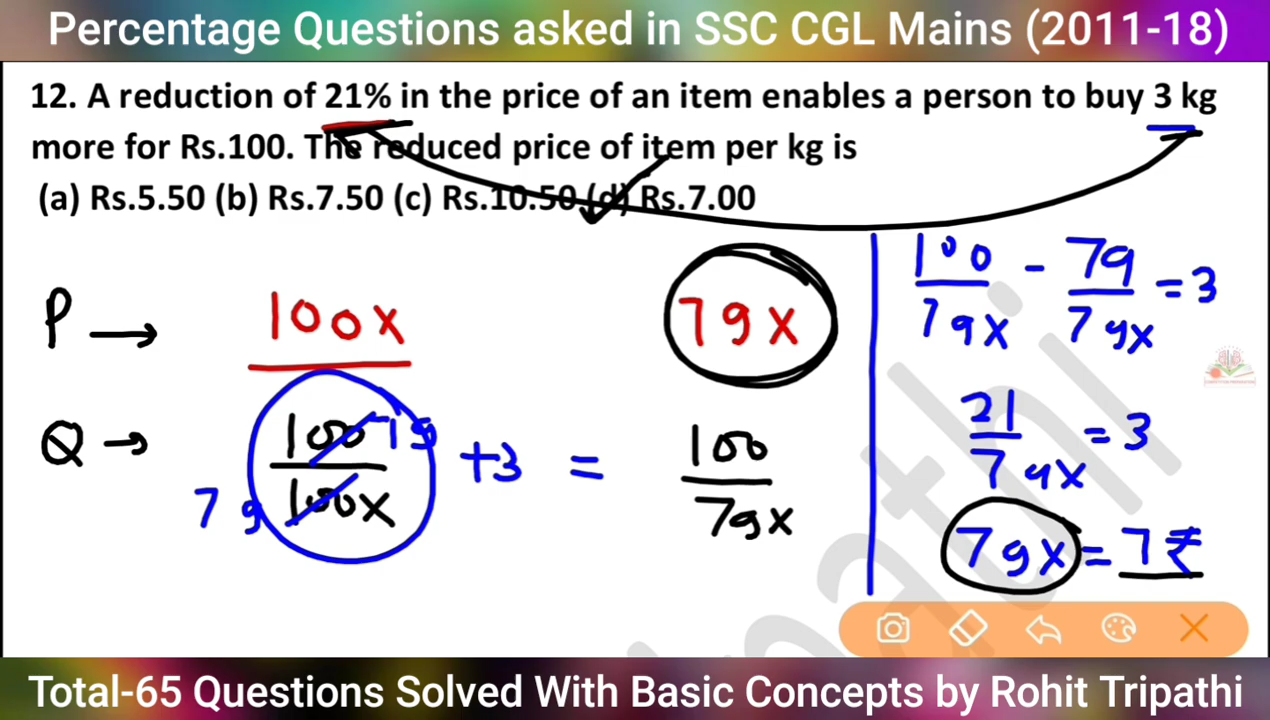 Percentage Questions asked in SSC CGL Mains (2011-18)
12. A reduction of 21% in the price of an item enables a person to buy 3 kg
more for Rs.100. The reduced price of item per kg is
(a) Rs.5.50 (b) Rs.7.50 (c) Rs.10.50 (d) Rs.7.00
P → 100x 79x
Q → 100/100x + 3 = 100/79x
79 79
100/79x - 79/79x = 3
21/79x = 3
79x = 7₹
Total-65 Questions Solved With Basic Concepts by Rohit Tripathi